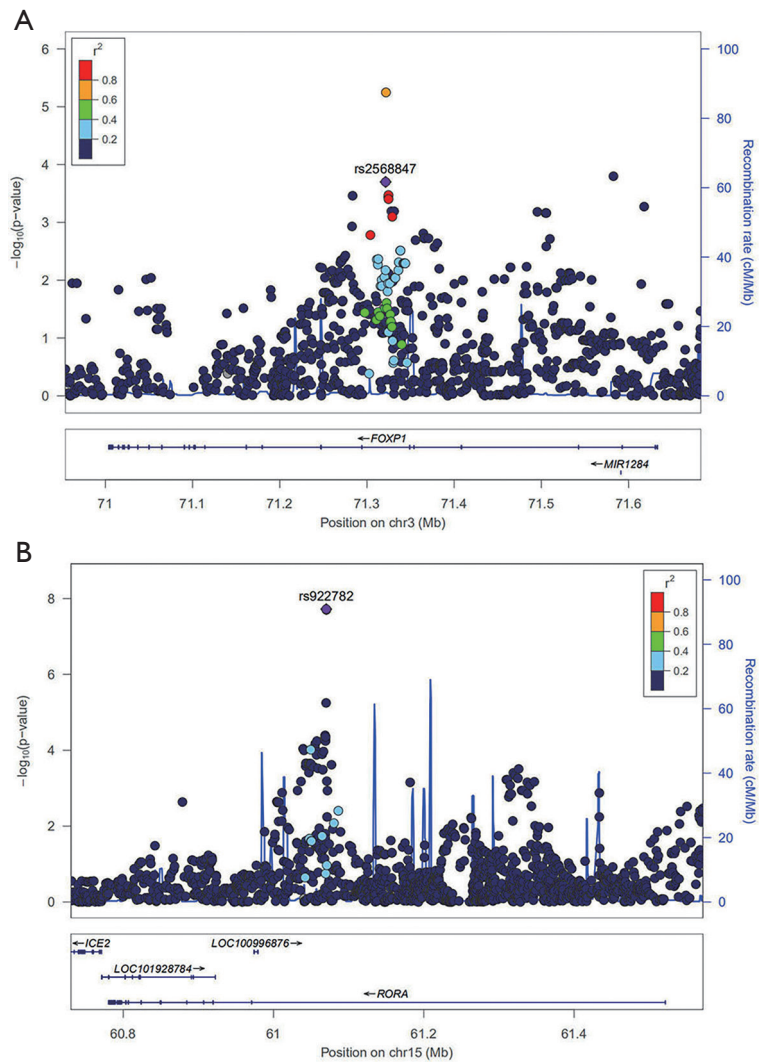 A
r2
0.8
0.6
0.4
0.2
rs2568847
6
5
4
3
2
1
0
−log10(p−value)
100
80
60
40
20
0
Recombination rate (cM/Mb)
←FOXP1
←MIR1284
71 71.1 71.2 71.3 71.4 71.5 71.6
Position on chr3 (Mb)
B
rs922782
r2
0.8
0.6
0.4
0.2
8
6
4
2
0
−log10(p−value)
100
80
60
40
20
0
Recombination rate (cM/Mb)
←ICE2 LOC100996876→
LOC101928784→
←RORA
60.8 61 61.2 61.4
Position on chr15 (Mb)